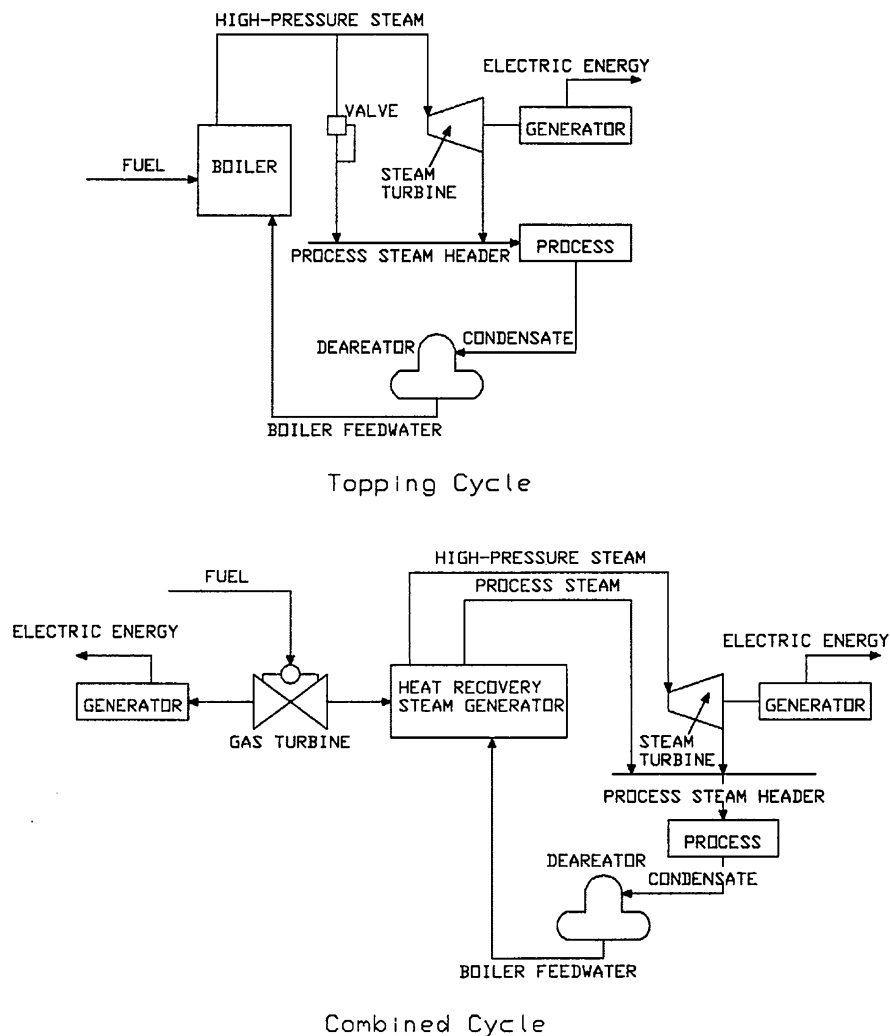 HIGH-PRESSURE STEAM
ELECTRIC ENERGY
VALVE
GENERATOR
BOILER
FUEL
STEAM
TURBINE
PROCESS
PROCESS STEAM HEADER
CONDENSATE
DEAREATOR
BOILER FEEDWATER
Topping Cycle
HIGH-PRESSURE STEAM
FUEL
PROCESS STEAM
ELECTRIC ENERGY
ELECTRIC ENERGY
HEAT RECOVERY
STEAM GENERATOR
GENERATOR
GENERATOR
GAS TURBINE
STEAM
TURBINE
PROCESS STEAM HEADER
PROCESS
DEAREATOR
CONDENSATE
BOILER FEEDWATER
Combined Cycle